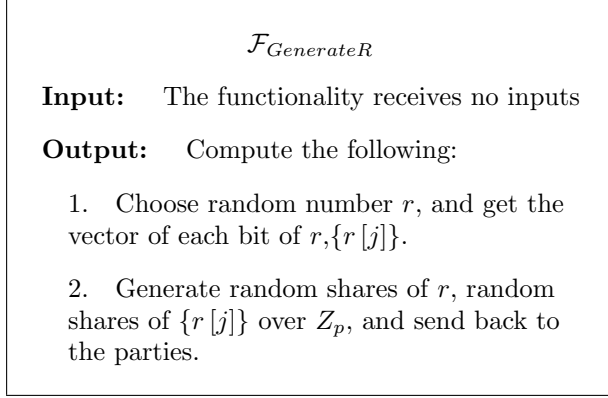 $\mathcal{F}_{GenerateR}$
Input: The functionality receives no inputs
Output: Compute the following:
1. Choose random number $r$, and get the
vector of each bit of $r$,$\{r\,[j]\}$.
2. Generate random shares of $r$, random
shares of $\{r\,[j]\}$ over $Z_p$, and send back to
the parties.